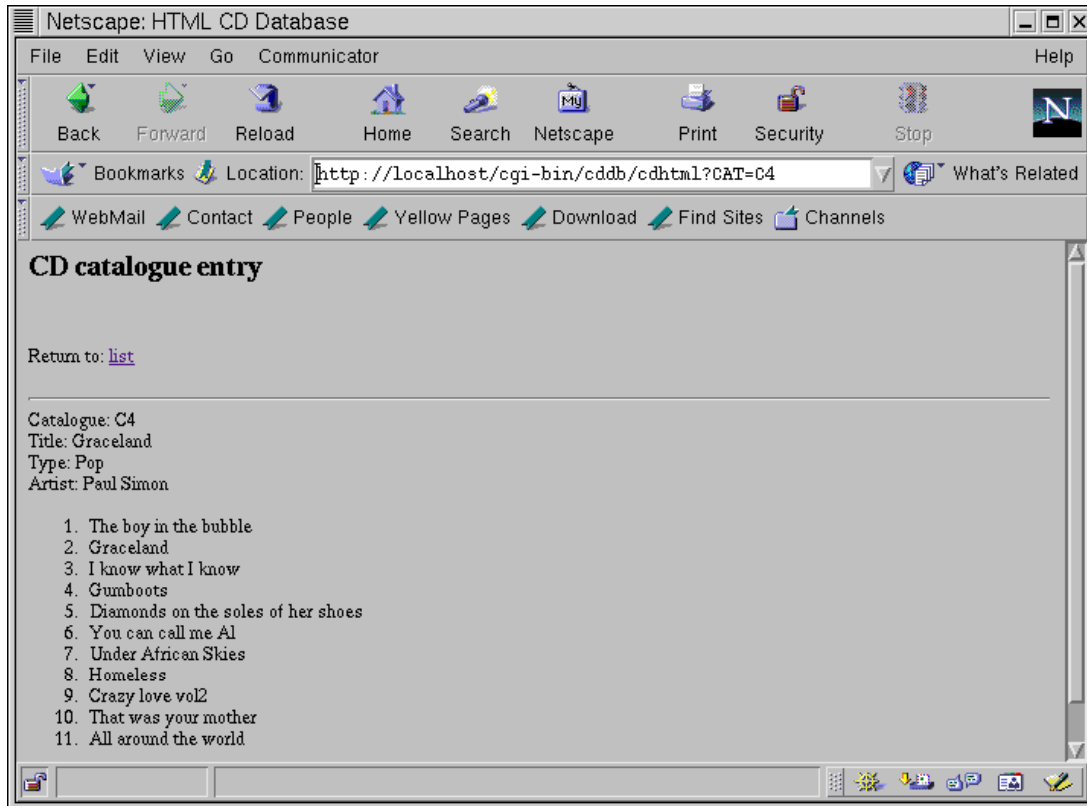 Netscape: HTML CD Database
File Edit View Go Communicator Help
Back Forward Reload Home Search Netscape Print Security Stop
My
N
Bookmarks Location: http://localhost/cgi-bin/cddb/cdhtml?CAT=C4 What's Related
WebMail Contact People Yellow Pages Download Find Sites Channels
CD catalogue entry
Return to: list
Catalogue: C4
Title: Graceland
Type: Pop
Artist: Paul Simon
1. The boy in the bubble
2. Graceland
3. I know what I know
4. Gumboots
5. Diamonds on the soles of her shoes
6. You can call me Al
7. Under African Skies
8. Homeless
9. Crazy love vol2
10. That was your mother
11. All around the world